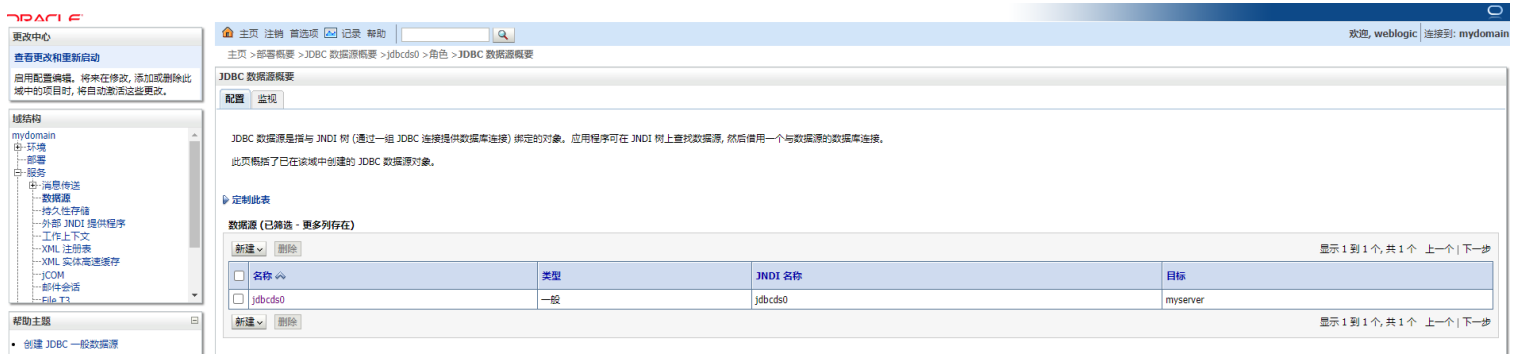 ORACLE
更改中心
查看更改和重新启动
启用配置编辑。将来在修改, 添加或删除此
域中的项目时, 将自动激活这些更改。
域结构
mydomain
环境
部署
服务
消息传送
数据源
持久性存储
外部 JNDI 提供程序
工作上下文
XML 注册表
XML 实体高速缓存
jCOM
邮件会话
File T3
帮助主题
创建 JDBC 一般数据源
主页 注销 首选项 记录 帮助
欢迎, weblogic 连接到: mydomain
主页 >部署概要 >JDBC 数据源概要 >jdbcds0 >角色 >JDBC 数据源概要
JDBC 数据源概要
配置 监视
JDBC 数据源是指与 JNDI 树 (通过一组 JDBC 连接提供数据库连接) 绑定的对象。应用程序可在 JNDI 树上查找数据源, 然后借用一个与数据源的数据库连接。
此页概括了已在该域中创建的 JDBC 数据源对象。
定制此表
数据源 (已筛选 - 更多列存在)
新建 删除 显示 1 到 1 个, 共 1 个 上一个 | 下一步
名称 类型 JNDI 名称 目标
jdbcds0 一般 jdbcds0 myserver
新建 删除 显示 1 到 1 个, 共 1 个 上一个 | 下一步